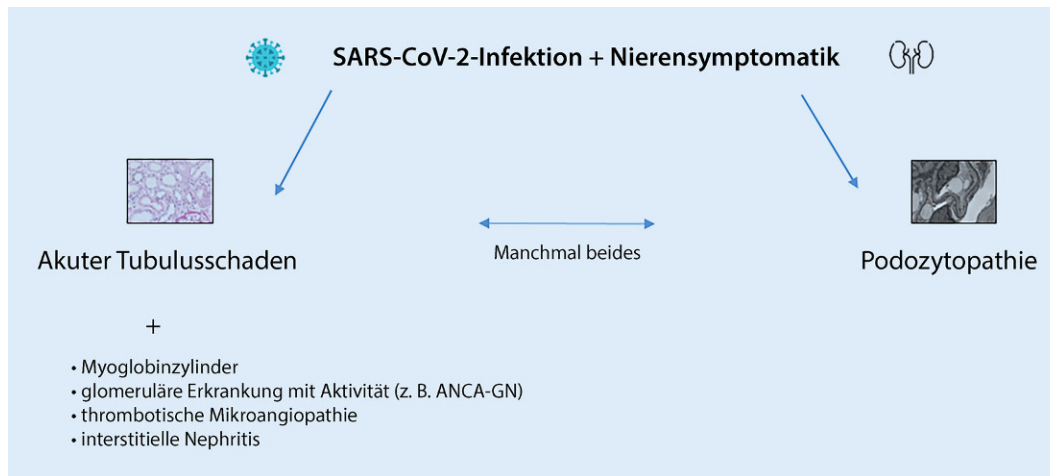 SARS-CoV-2-Infektion + Nierensymptomatik
Manchmal beides
Akuter Tubulusschaden
Podozytopathie
+
• Myoglobinzylinder
• glomeruläre Erkrankung mit Aktivität (z. B. ANCA-GN)
• thrombotische Mikroangiopathie
• interstitielle Nephritis